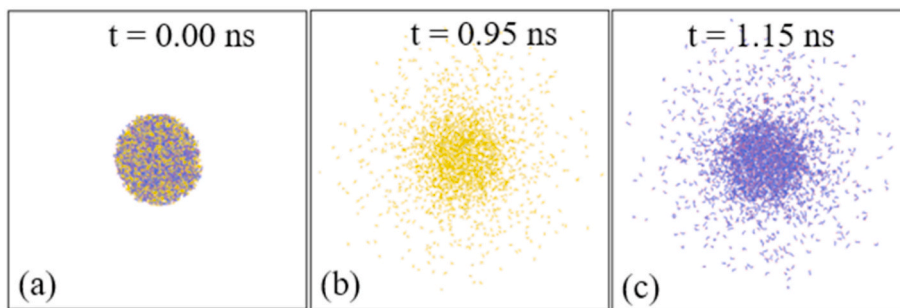 t = 0.00 ns
(a)
t = 0.95 ns
(b)
t = 1.15 ns
(c)